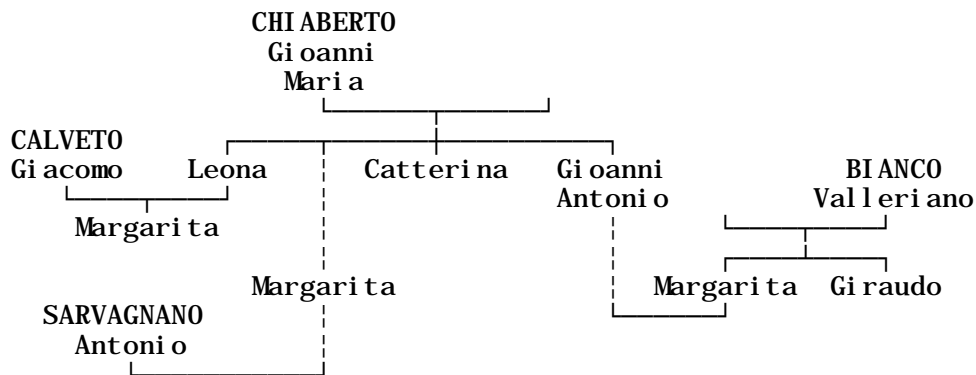 CHIABERTO
Gioanni
Maria
CALVETO
Giacomo Leona Catterina Gioanni BIANCO
Antonio Valleriano
Margarita
Margarita Margarita Giraudo
SARVAGNANO
Antonio